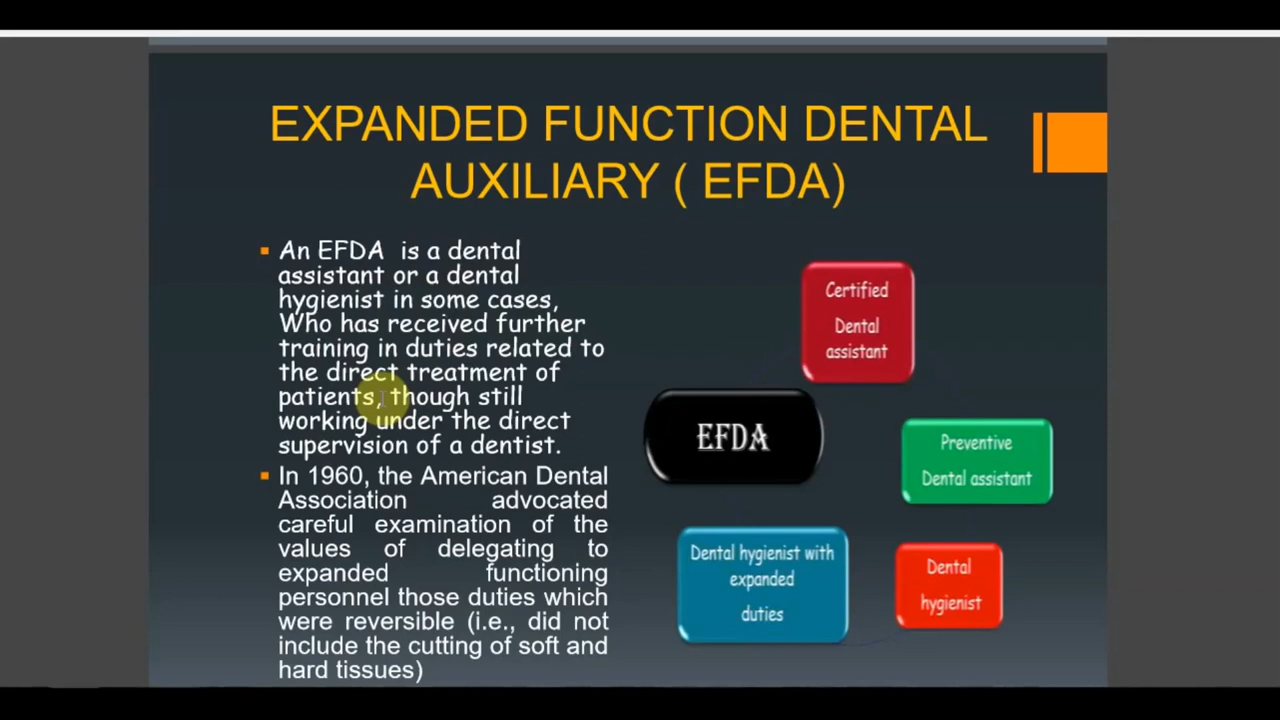 EXPANDED FUNCTION DENTAL
AUXILIARY ( EFDA)
▪ An EFDA is a dental
assistant or a dental
hygienist in some cases,
Who has received further
training in duties related to
the direct treatment of
patients, though still
working under the direct
supervision of a dentist.
▪ In 1960, the American Dental
Association advocated
careful examination of the
values of delegating to
expanded functioning
personnel those duties which
were reversible (i.e., did not
include the cutting of soft and
hard tissues)
Certified
Dental
assistant
EFDA
Preventive
Dental assistant
Dental hygienist with
expanded
duties
Dental
hygienist